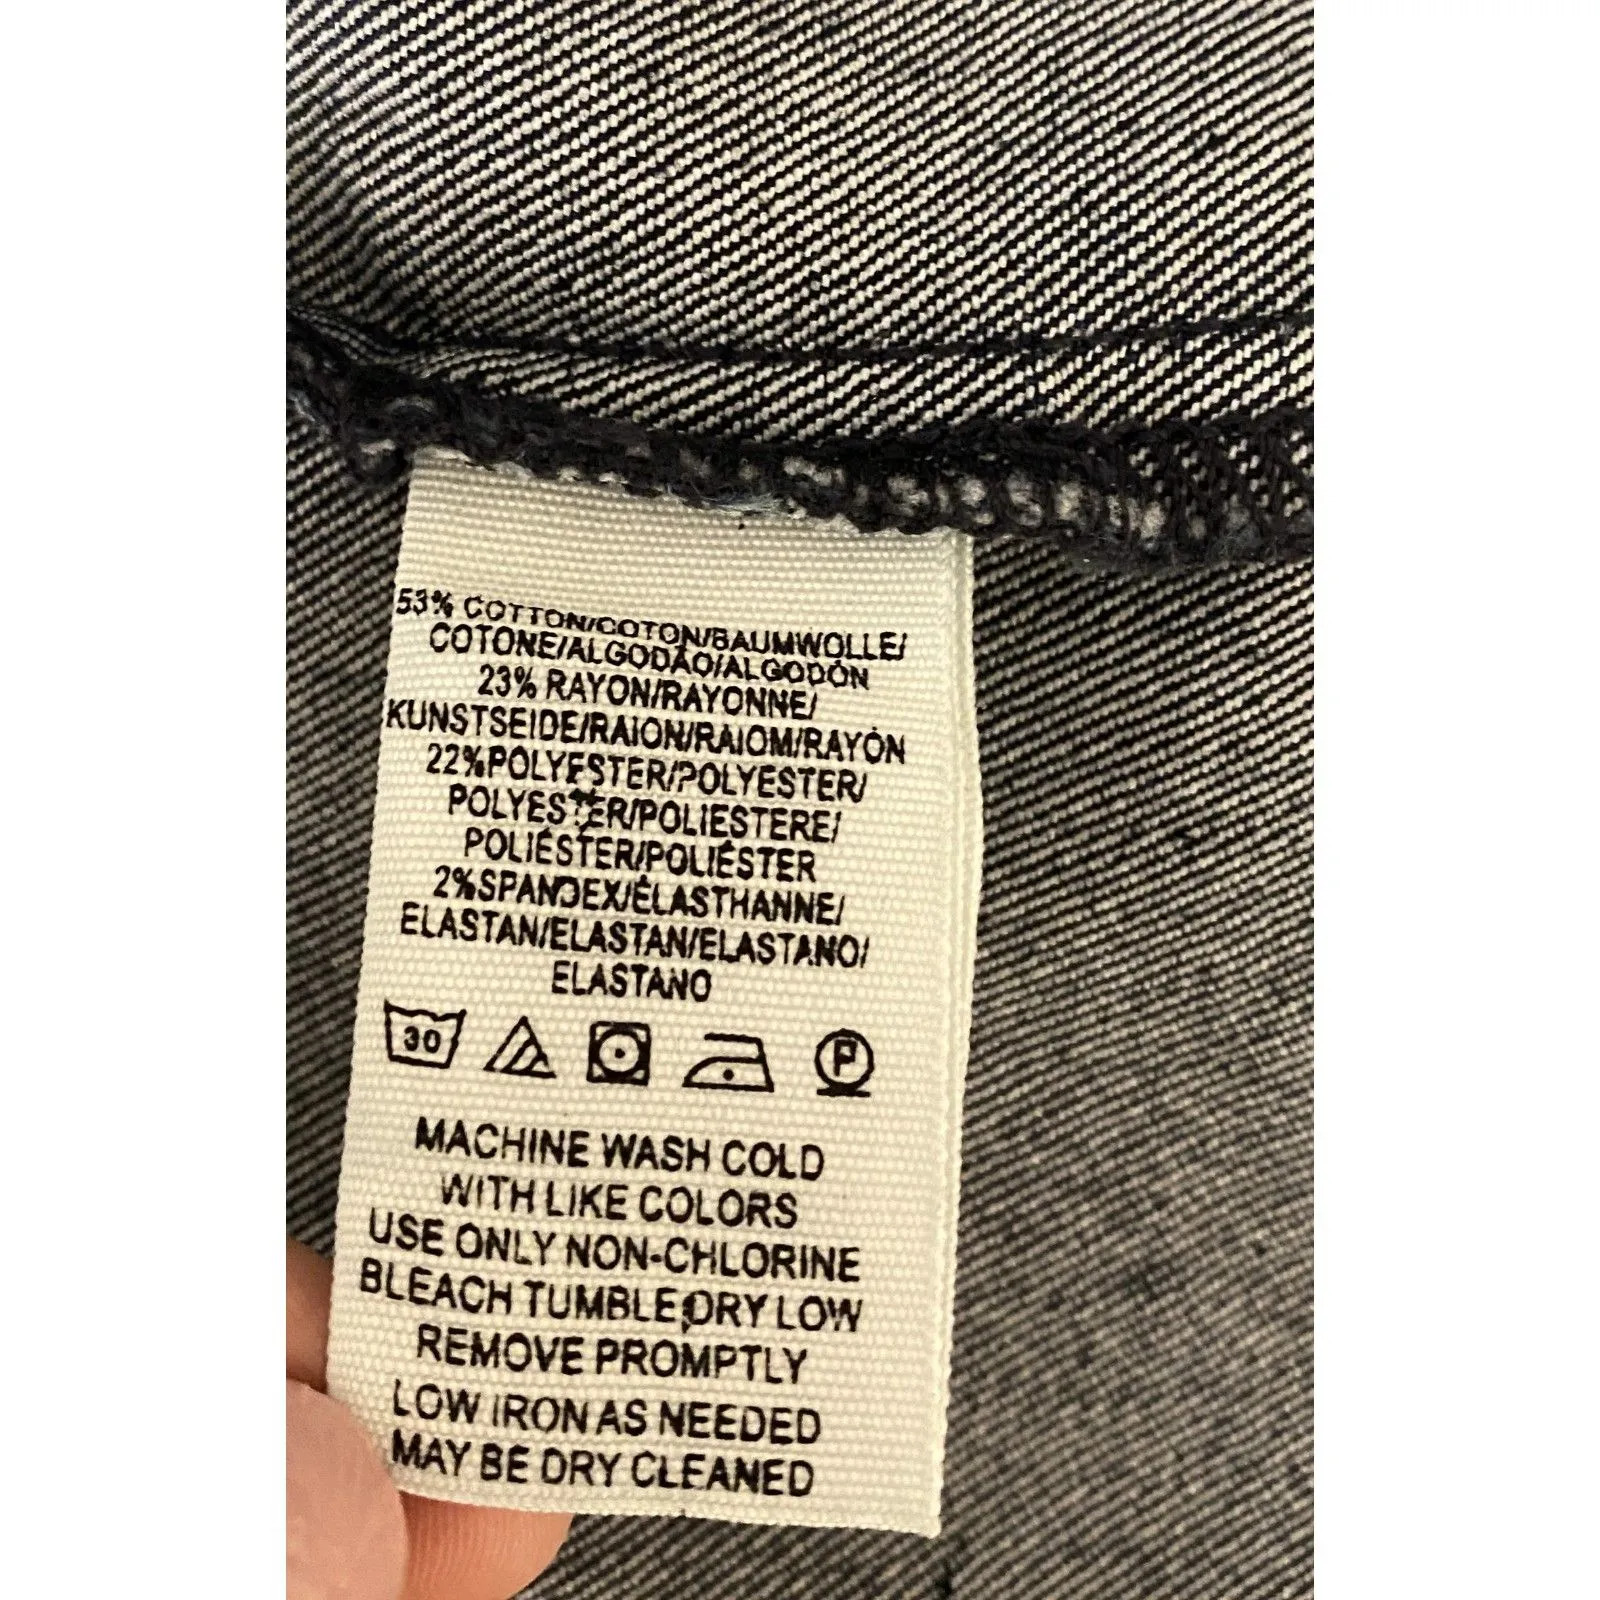 53% COTTON/COTON/BAUMWOLLE/
COTONE/ALGODÃO/ALGODÓN
23% RAYON/RAYONNE/
KUNSTSEIDE/RAION/RAIOM/RAYÓN
22%POLYESTER/POLYESTER/
POLYESTER/POLIESTERE/
POLIÉSTER/POLIÉSTER
2%SPANDEX/ÉLASTHANNE/
ELASTAN/ELASTAN/ELASTANO/
ELASTANO
30 P
MACHINE WASH COLD
WITH LIKE COLORS
USE ONLY NON-CHLORINE
BLEACH TUMBLE DRY LOW
REMOVE PROMPTLY
LOW IRON AS NEEDED
MAY BE DRY CLEANED